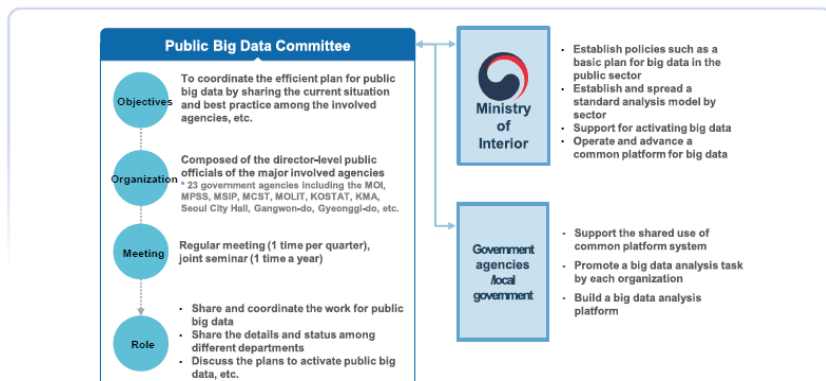 Public Big Data Committee
Objectives
To coordinate the efficient plan for public
big data by sharing the current situation
and best practice among the involved
agencies, etc.
Organization
Composed of the director-level public
officials of the major involved agencies
* 23 government agencies including the MOI,
MPSS, MSIP, MCST, MOLIT, KOSTAT, KMA,
Seoul City Hall, Gangwon-do, Gyeonggi-do, etc.
Meeting
Regular meeting (1 time per quarter),
joint seminar (1 time a year)
Role
• Share and coordinate the work for public
big data
• Share the details and status among
different departments
• Discuss the plans to activate public big
data, etc.
Ministry
of
Interior
• Establish policies such as a
basic plan for big data in the
public sector
• Establish and spread a
standard analysis model by
sector
• Support for activating big data
• Operate and advance a
common platform for big data
Government
agencies
/local
government
• Support the shared use of
common platform system
• Promote a big data analysis task
by each organization
• Build a big data analysis
platform